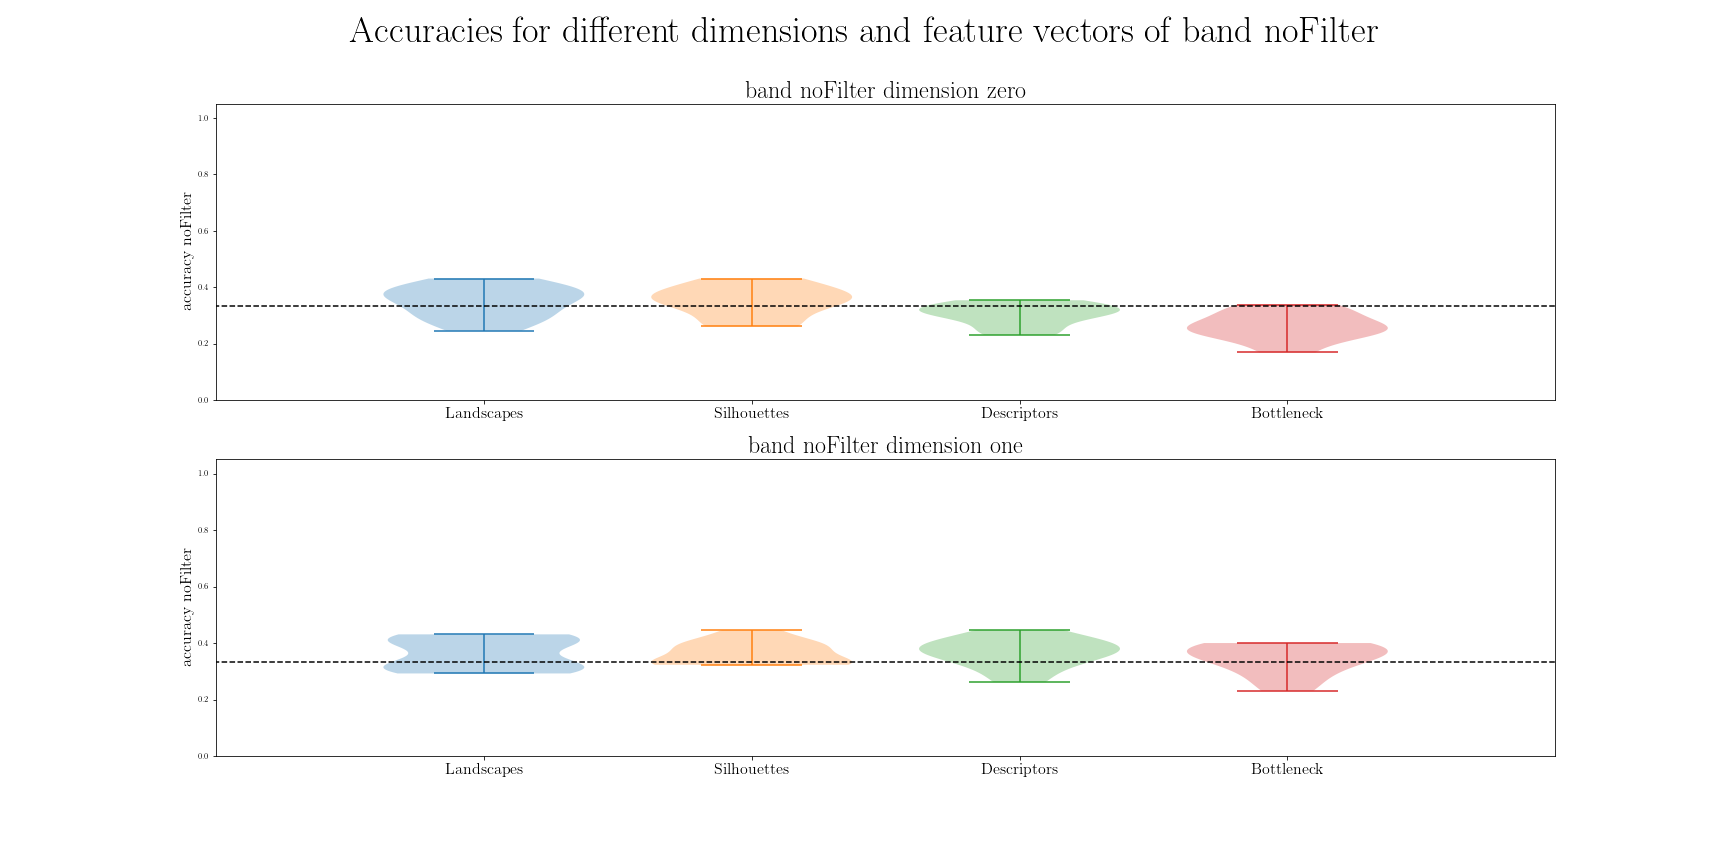 Accuracies for different dimensions and feature vectors of band noFilter
band noFilter dimension zero
accuracy noFilter
1.0
0.8
0.6
0.4
0.2
0.0
Landscapes Silhouettes Descriptors Bottleneck
band noFilter dimension one
accuracy noFilter
1.0
0.8
0.6
0.4
0.2
0.0
Landscapes Silhouettes Descriptors Bottleneck